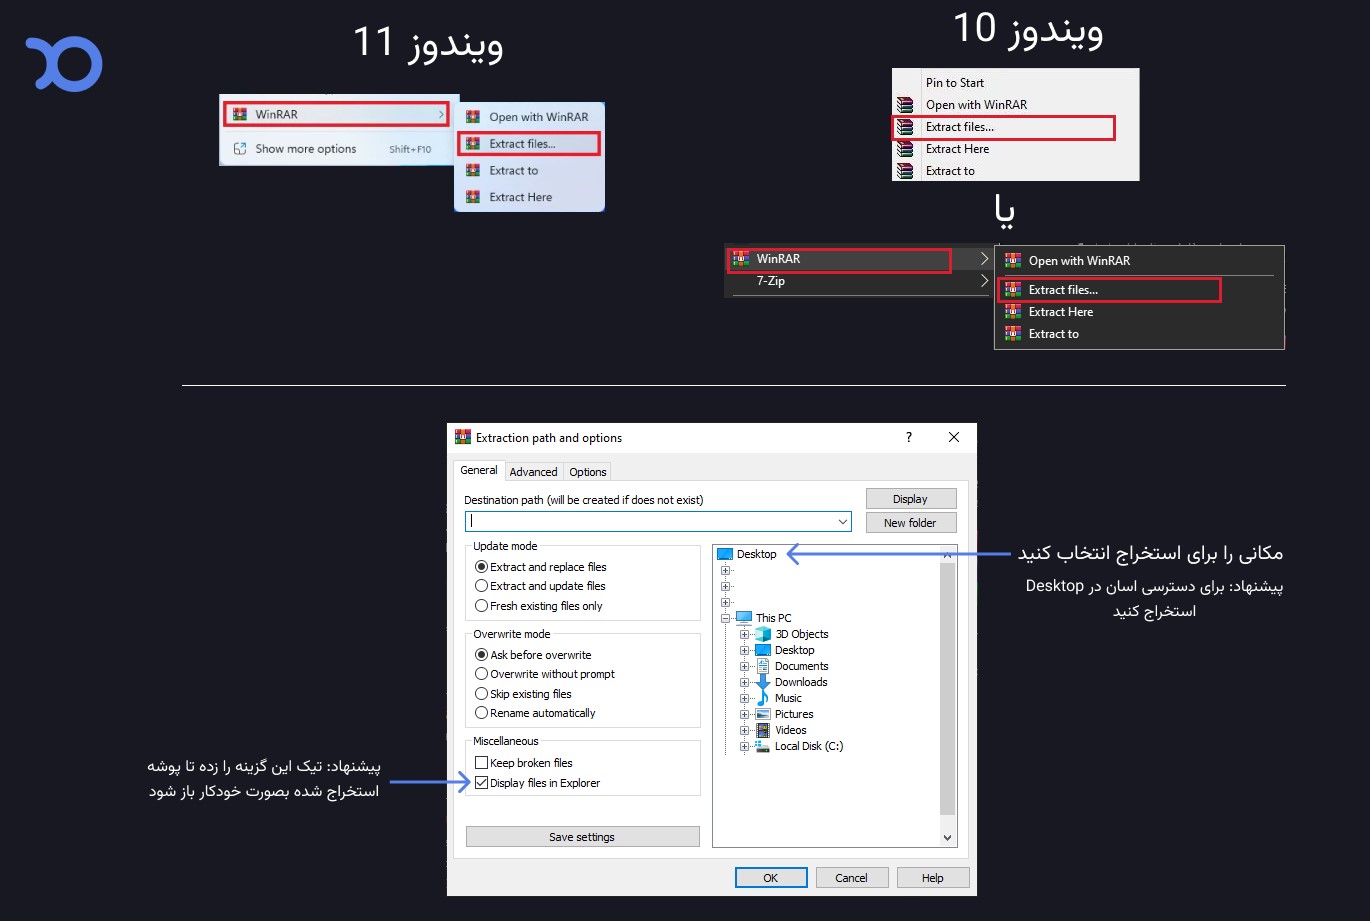 ویندوز 11
WinRAR
Show more options Shift+F10
Open with WinRAR
Extract files...
Extract to
Extract Here
ویندوز 10
Pin to Start
Open with WinRAR
Extract files...
Extract Here
Extract to
یا
WinRAR
7-Zip
Open with WinRAR
Extract files...
Extract Here
Extract to
Extraction path and options
General Advanced Options
Destination path (will be created if does not exist)
Display
New folder
Update mode
Extract and replace files
Extract and update files
Fresh existing files only
Overwrite mode
Ask before overwrite
Overwrite without prompt
Skip existing files
Rename automatically
Miscellaneous
Keep broken files
Display files in Explorer
Save settings
Desktop
This PC
3D Objects
Desktop
Documents
Downloads
Music
Pictures
Videos
Local Disk (C:)
OK Cancel Help
مکانی را برای استخراج انتخاب کنید
پیشنهاد: برای دسترسی اسان در Desktop
استخراج کنید
پیشنهاد: تیک این گزینه را زده تا پوشه
استخراج شده بصورت خودکار باز شود